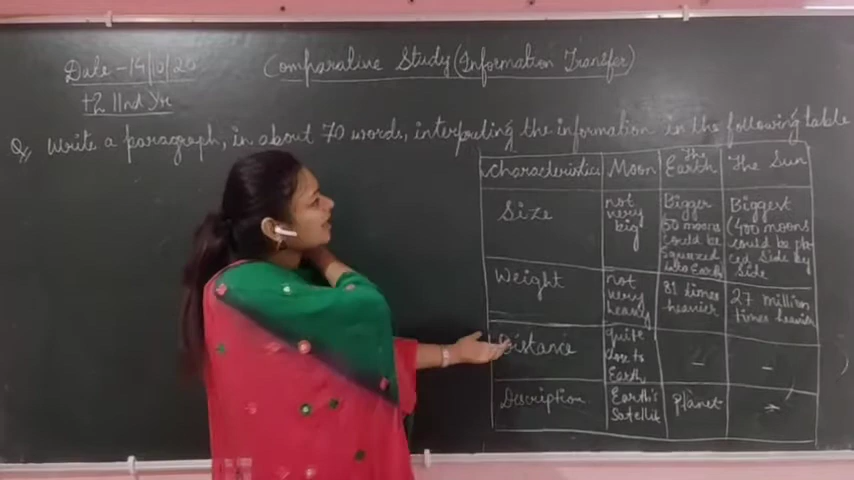 Date - 14/10/20
Comparative Study (Information Transfer)
+2 IInd Yr
Q. Write a paragraph, in about 70 words, interpreting the information in the following table
Characteristics Moon The Earth The Sun
Size not very big Bigger 50 moons could be squeezed into Earth Biggest (400 moons could be placed side by side
Weight not very heavy 81 times heavier 27 million times heavier
Distance quite close to Earth - -
Description Earth's Satellite Planet